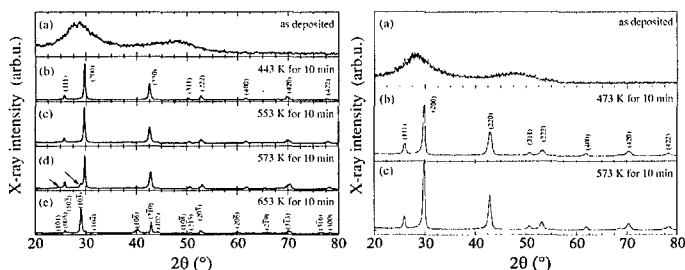 (a)
as deposited
(b)
443 K for 10 min
(111)
(200)
(220)
(311)
(222)
(400)
(420)
(422)
(c)
553 K for 10 min
(d)
573 K for 10 min
(e)
653 K for 10 min
20 30 40 50 60 70 80
2θ (°)
X-ray intensity (arb.u.)
(a)
as deposited
(b)
473 K for 10 min
(111)
(200)
(220)
(311)
(222)
(400)
(420)
(422)
(c)
573 K for 10 min
20 30 40 50 60 70 80
2θ (°)
X-ray intensity (arb.u.)